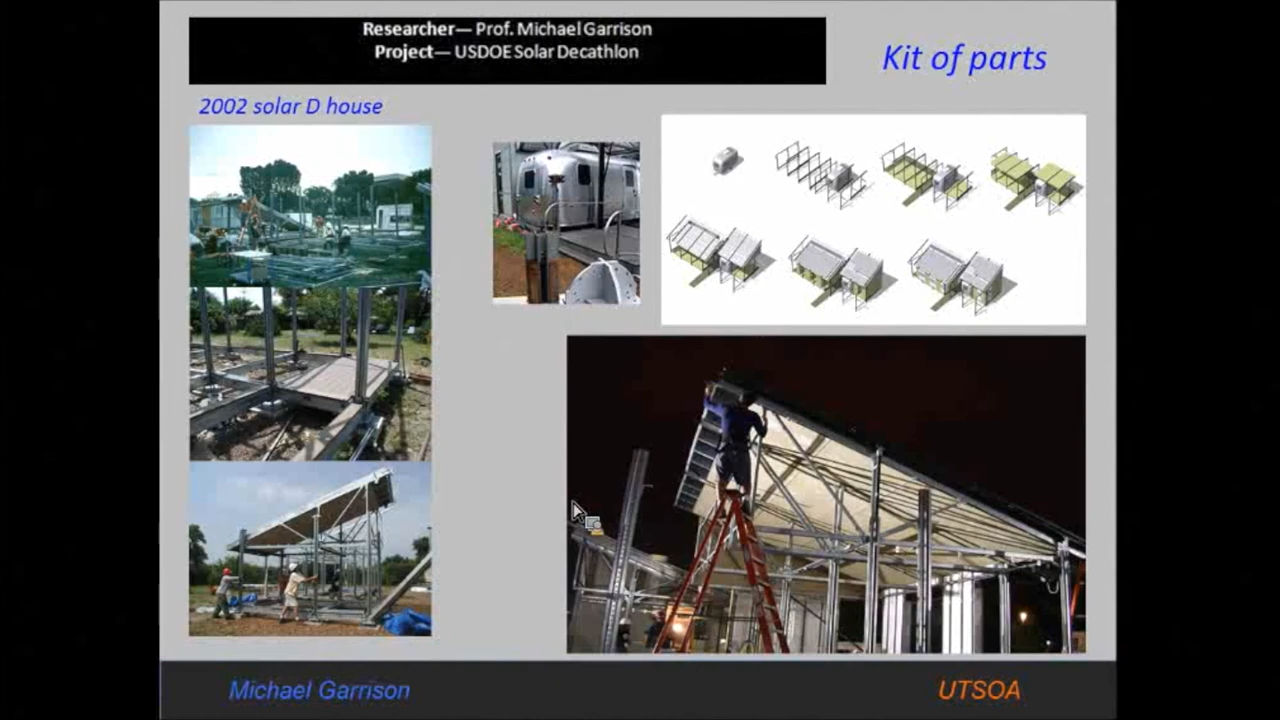 Researcher— Prof. Michael Garrison
Project— USDOE Solar Decathlon
Kit of parts
2002 solar D house
Michael Garrison
UTSOA